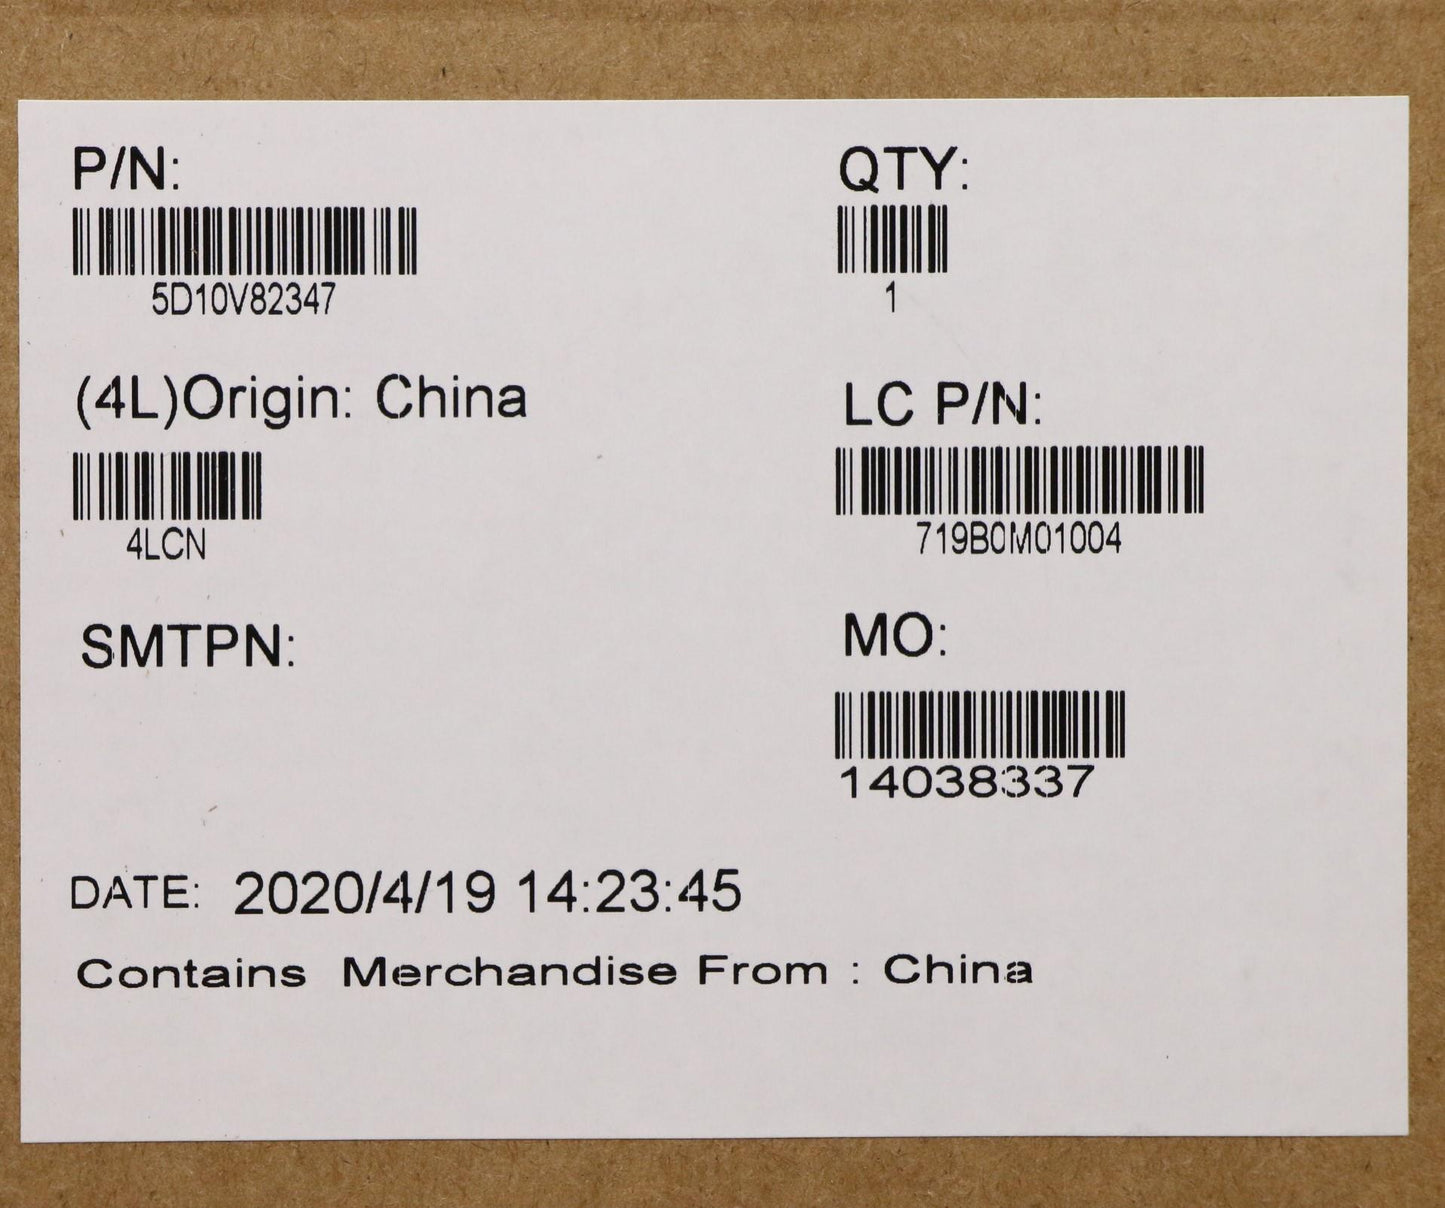 P/N:
QTY:
5D10V82347
1
(4L)Origin: China
LC P/N:
4LCN
719B0M01004
SMTPN:
MO:
14038337
DATE: 2020/4/19 14:23:45
Contains Merchandise From : China